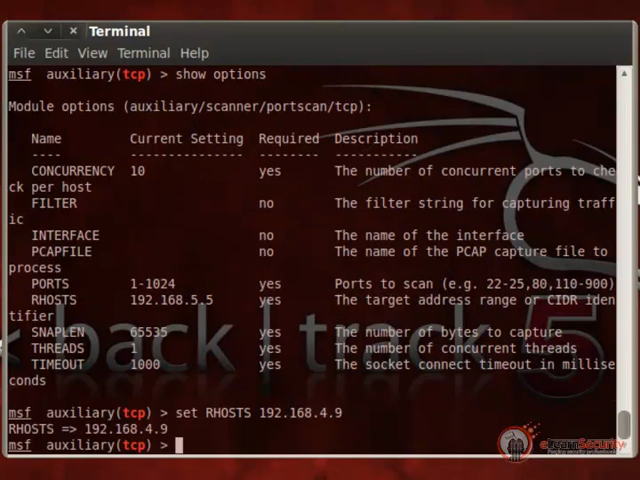 Terminal
File Edit View Terminal Help
msf auxiliary(tcp) > show options
Module options (auxiliary/scanner/portscan/tcp):
Name Current Setting Required Description
---- --------------- -------- -----------
CONCURRENCY 10 yes The number of concurrent ports to che
ck per host
FILTER no The filter string for capturing traff
ic
INTERFACE no The name of the interface
PCAPFILE no The name of the PCAP capture file to
process
PORTS 1-1024 yes Ports to scan (e.g. 22-25,80,110-900)
RHOSTS 192.168.5.5 yes The target address range or CIDR iden
tifier
SNAPLEN 65535 yes The number of bytes to capture
THREADS 1 yes The number of concurrent threads
TIMEOUT 1000 yes The socket connect timeout in millise
conds
<< back | track 5
msf auxiliary(tcp) > set RHOSTS 192.168.4.9
RHOSTS => 192.168.4.9
msf auxiliary(tcp) >
eLearnSecurity
Forging security professionals